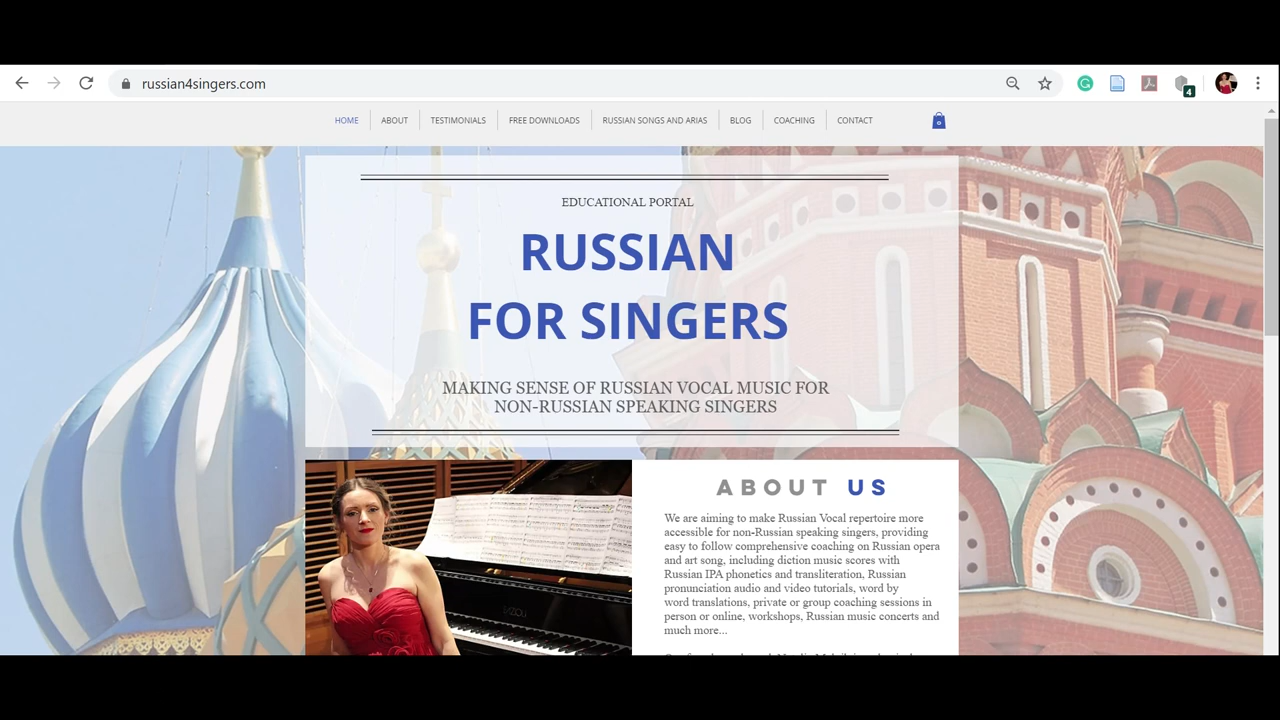 russian4singers.com
4
HOME ABOUT TESTIMONIALS FREE DOWNLOADS RUSSIAN SONGS AND ARIAS BLOG COACHING CONTACT 0
EDUCATIONAL PORTAL
RUSSIAN
FOR SINGERS
MAKING SENSE OF RUSSIAN VOCAL MUSIC FOR
NON-RUSSIAN SPEAKING SINGERS
ABOUT US
We are aiming to make Russian Vocal repertoire more
accessible for non-Russian speaking singers, providing
easy to follow comprehensive coaching on Russian opera
and art song, including diction music scores with
Russian IPA phonetics and transliteration, Russian
pronunciation audio and video tutorials, word by
word translations, private or group coaching sessions in
person or online, workshops, Russian music concerts and
much more...